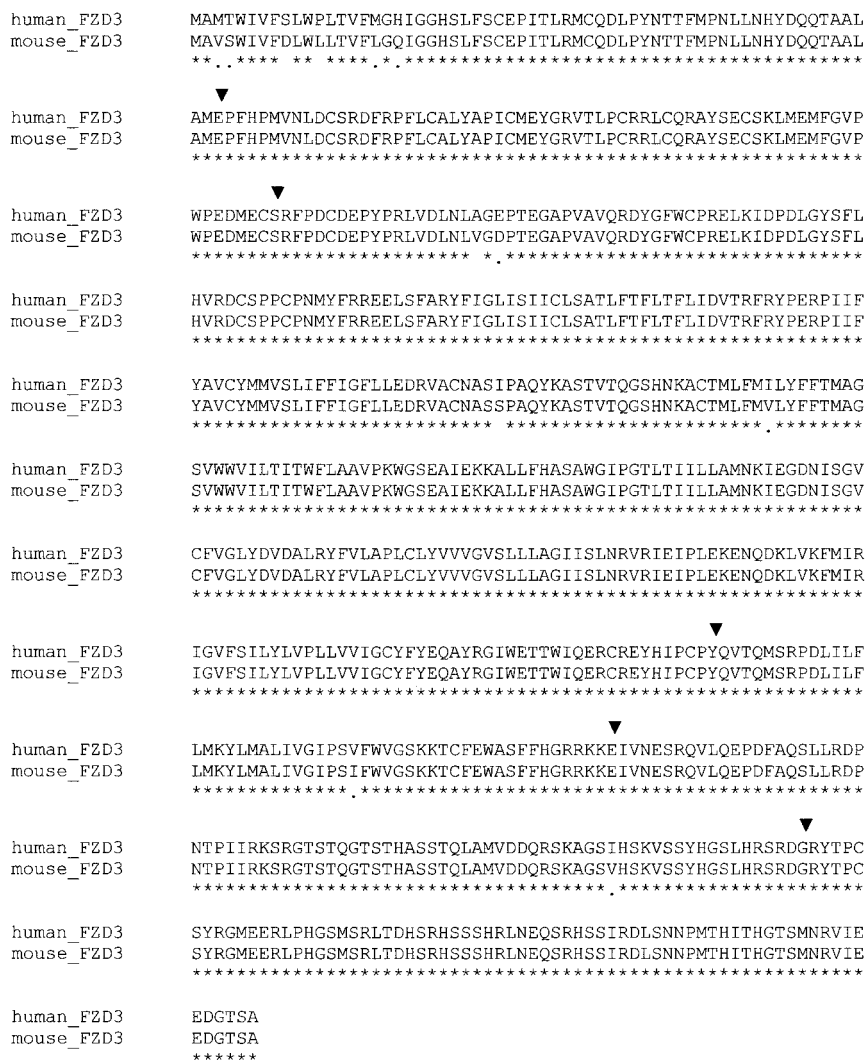 human_FZD3 MAMTWIVFSLWPLTVFMGHIGGHSLFSCEPITLRMCQDLPYNTTFMPNLLNHYDQQTAAL
mouse_FZD3 MAVSWIVFDLWLLTVFLGQIGGHSLFSCEPITLRMCQDLPYNTTFMPNLLNHYDQQTAAL
**..**** ** ****.*.*****************************************
▼
human_FZD3 AMEPFHPMVNLDCSRDFRPFLCALYAPICMEYGRVTLPCRRLCQRAYSECSKLMEMFGVP
mouse_FZD3 AMEPFHPMVNLDCSRDFRPFLCALYAPICMEYGRVTLPCRRLCQRAYSECSKLMEMFGVP
************************************************************
▼
human_FZD3 WPEDMECSRFPDCDEPYPRLVDLNLAGEPTEGAPVAVQRDYGFWCPRELKIDPDLGYSFL
mouse_FZD3 WPEDMECSRFPDCDEPYPRLVDLNLVGDPTEGAPVAVQRDYGFWCPRELKIDPDLGYSFL
************************* *.********************************
human_FZD3 HVRDCSPPCPNMYFRREELSFARYFIGLISIICLSATLFTFLTFLIDVTRFRYPERPIIF
mouse_FZD3 HVRDCSPPCPNMYFRREELSFARYFIGLISIICLSATLFTFLTFLIDVTRFRYPERPIIF
************************************************************
human_FZD3 YAVCYMMVSLIFFIGFLLEDRVACNASIPAQYKASTVTQGSHNKACTMLFMILYFFTMAG
mouse_FZD3 YAVCYMMVSLIFFIGFLLEDRVACNASSPAQYKASTVTQGSHNKACTMLFMVLYFFTMAG
*************************** ***********************.********
human_FZD3 SVWWVILTITWFLAAVPKWGSEAIEKKALLFHASAWGIPGTLTIILLAMNKIEGDNISGV
mouse_FZD3 SVWWVILTITWFLAAVPKWGSEAIEKKALLFHASAWGIPGTLTIILLAMNKIEGDNISGV
************************************************************
human_FZD3 CFVGLYDVDALRYFVLAPLCLYVVVGVSLLLAGIISLNRVRIEIPLEKENQDKLVKFMIR
mouse_FZD3 CFVGLYDVDALRYFVLAPLCLYVVVGVSLLLAGIISLNRVRIEIPLEKENQDKLVKFMIR
************************************************************
▼
human_FZD3 IGVFSILYLVPLLVVIGCYFYEQAYRGIWETTWIQERCREYHIPCPYQVTQMSRPDLILF
mouse_FZD3 IGVFSILYLVPLLVVIGCYFYEQAYRGIWETTWIQERCREYHIPCPYQVTQMSRPDLILF
************************************************************
▼
human_FZD3 LMKYLMALIVGIPSVFWVGSKKTCFEWASFFHGRRKKEIVNESRQVLQEPDFAQSLLRDP
mouse_FZD3 LMKYLMALIVGIPSIFWVGSKKTCFEWASFFHGRRKKEIVNESRQVLQEPDFAQSLLRDP
**************.*********************************************
▼
human_FZD3 NTPIIRKSRGTSTQGTSTHASSTQLAMVDDQRSKAGSIHSKVSSYHGSLHRSRDGRYTPC
mouse_FZD3 NTPIIRKSRGTSTQGTSTHASSTQLAMVDDQRSKAGSVHSKVSSYHGSLHRSRDGRYTPC
*************************************.**********************
human_FZD3 SYRGMEERLPHGSMSRLTDHSRHSSSHRLNEQSRHSSIRDLSNNPMTHITHGTSMNRVIE
mouse_FZD3 SYRGMEERLPHGSMSRLTDHSRHSSSHRLNEQSRHSSIRDLSNNPMTHITHGTSMNRVIE
************************************************************
human_FZD3 EDGTSA
mouse_FZD3 EDGTSA
******